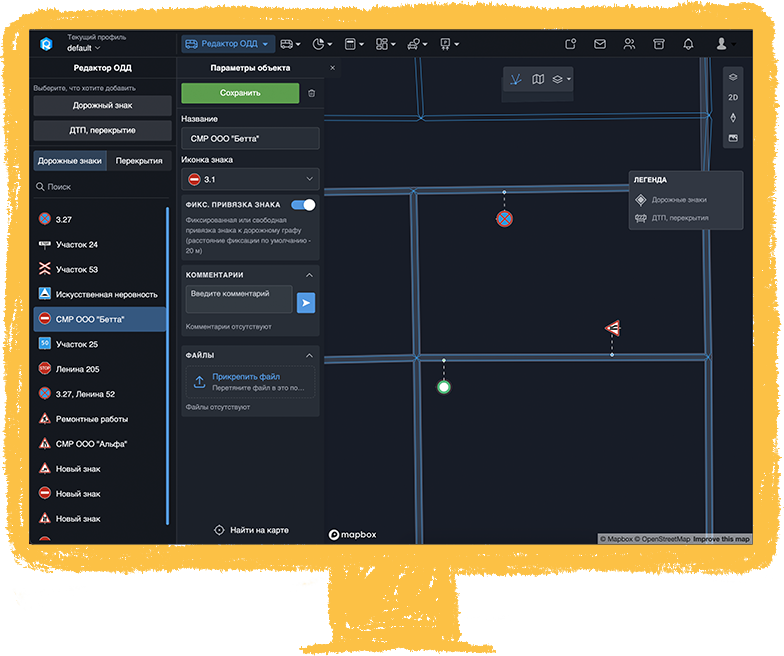 Текущий профиль
default
Редактор ОДД
Редактор ОДД
Выберите, что хотите добавить
Дорожный знак
ДТП, перекрытие
Дорожные знаки
Перекрытия
Поиск
3.27
Участок 24
Участок 53
Искусственная неровность
СМР ООО "Бетта"
50
Участок 25
STOP
Ленина 205
3.27, Ленина 52
Ремонтные работы
СМР ООО "Альфа"
Новый знак
Новый знак
Новый знак
Параметры объекта
Сохранить
Название
СМР ООО "Бетта"
Иконка знака
3.1
ФИКС. ПРИВЯЗКА ЗНАКА
Фиксированная или свободная
привязка знака к дорожному графу
(расстояние фиксации по умолчанию -
20 м)
КОММЕНТАРИИ
Введите комментарий
Комментарии отсутствуют
ФАЙЛЫ
Прикрепить файл
Перетяните файл в это по...
Файлы отсутствуют
Найти на карте
2D
ЛЕГЕНДА
Дорожные знаки
ДТП, перекрытия
mapbox
© Mapbox © OpenStreetMap Improve this map